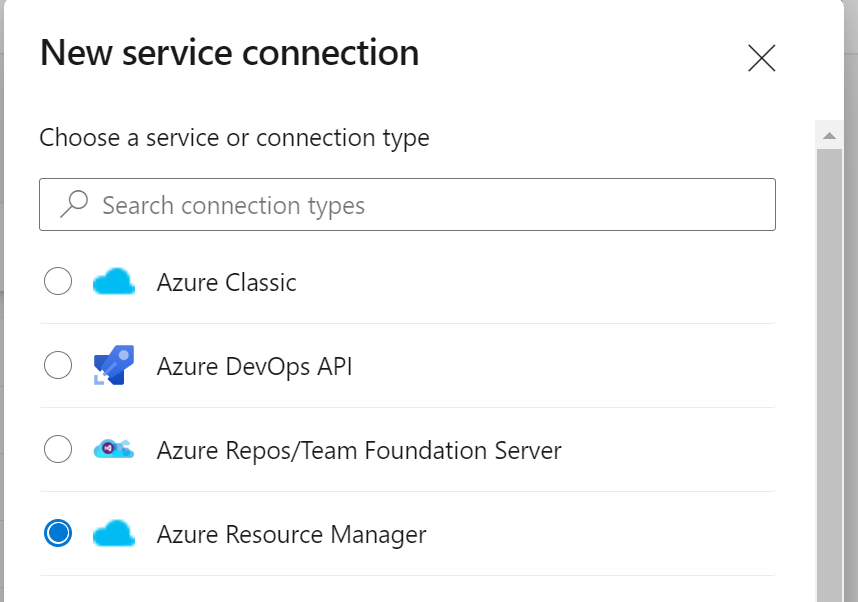 New service connection
Choose a service or connection type
Search connection types
Azure Classic
Azure DevOps API
Azure Repos/Team Foundation Server
Azure Resource Manager